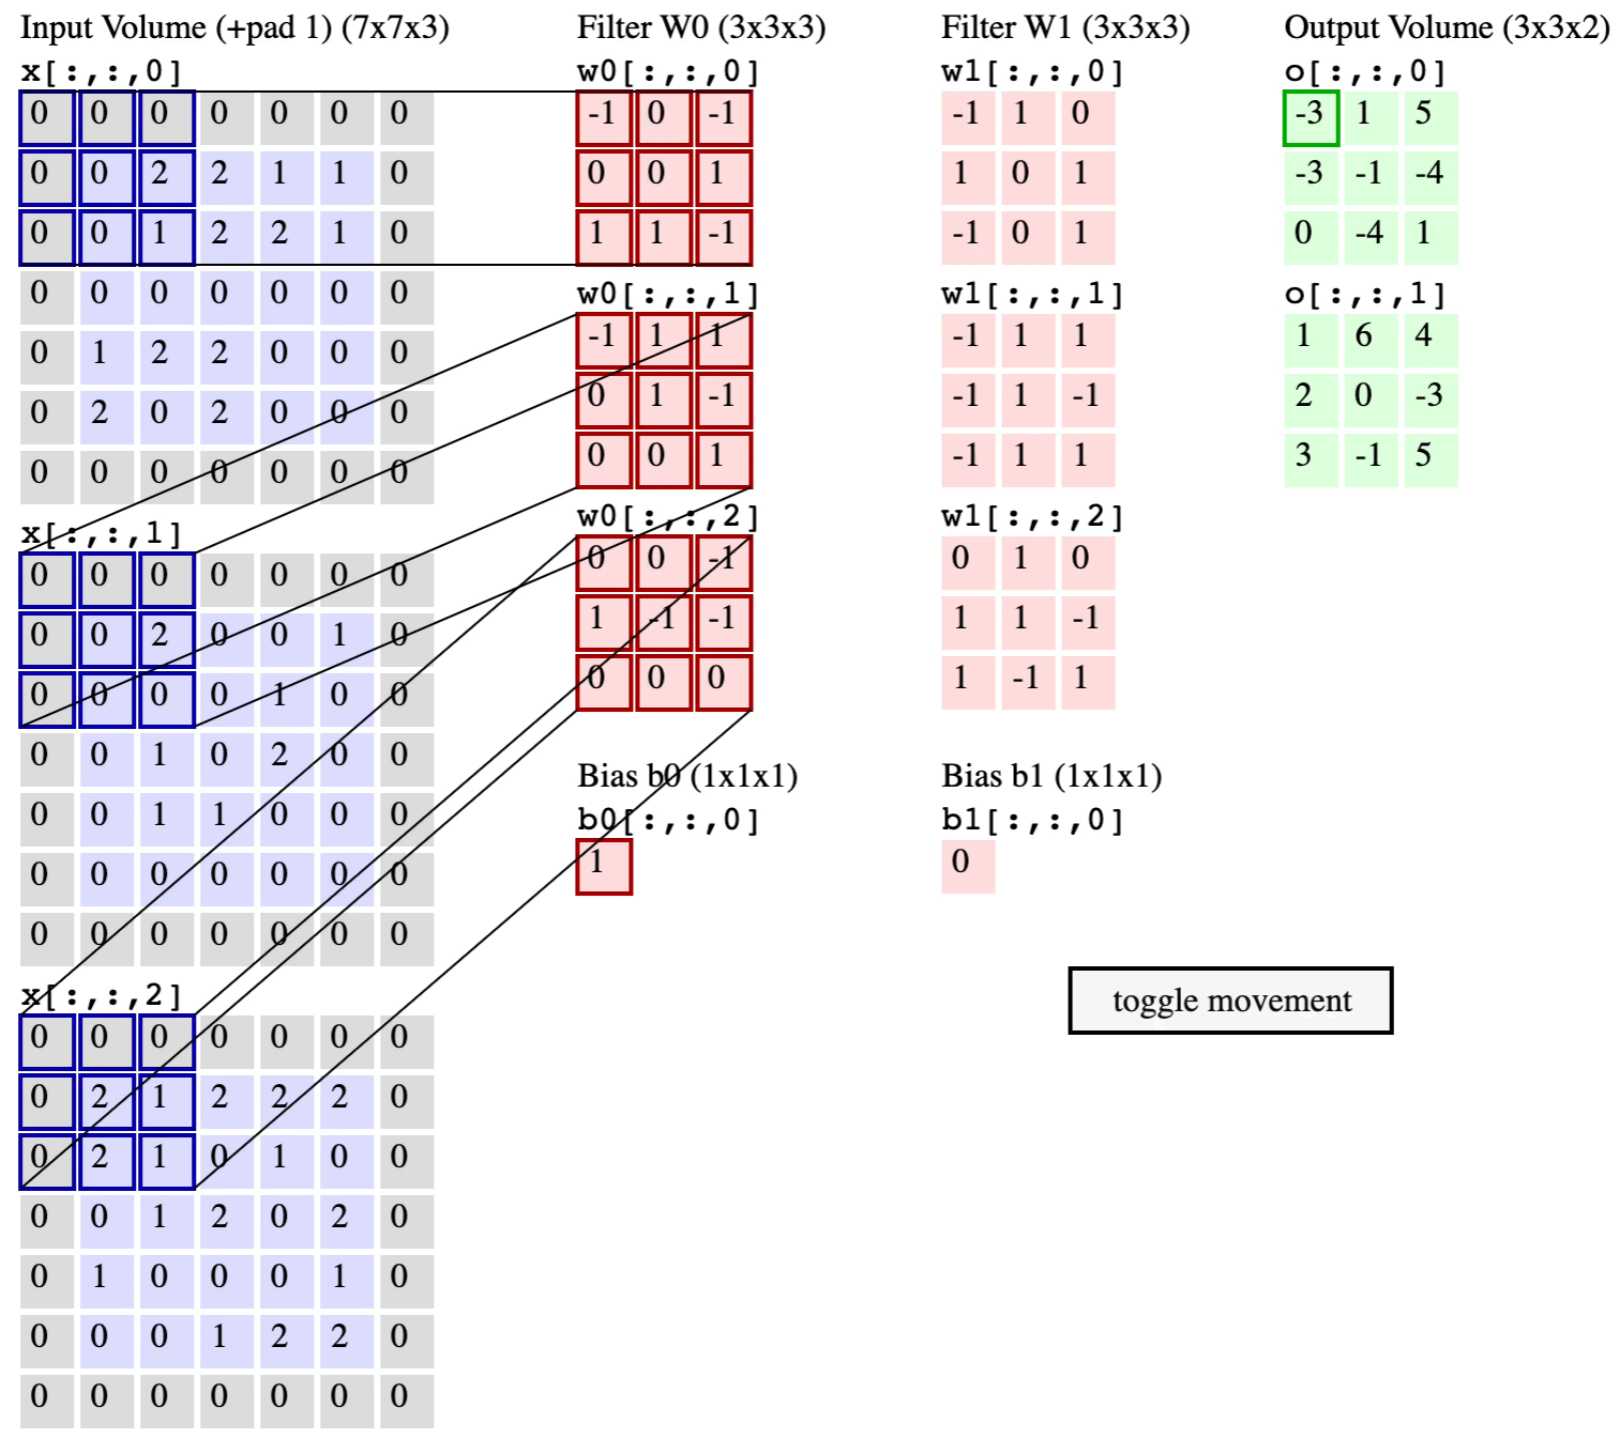 Input Volume (+pad 1) (7x7x3)
x[:,:,0]
0 0 0 0 0 0 0
0 0 2 2 1 1 0
0 0 1 2 2 1 0
0 0 0 0 0 0 0
0 1 2 2 0 0 0
0 2 0 2 0 0 0
0 0 0 0 0 0 0
x[:,:,1]
0 0 0 0 0 0 0
0 0 2 0 0 1 0
0 0 0 0 1 0 0
0 0 1 0 2 0 0
0 0 1 1 0 0 0
0 0 0 0 0 0 0
0 0 0 0 0 0 0
x[:,:,2]
0 0 0 0 0 0 0
0 2 1 2 2 2 0
0 2 1 0 1 0 0
0 0 1 2 0 2 0
0 1 0 0 0 1 0
0 0 0 1 2 2 0
0 0 0 0 0 0 0
Filter W0 (3x3x3)
w0[:,:,0]
-1 0 -1
0 0 1
1 1 -1
w0[:,:,1]
-1 1 1
0 1 -1
0 0 1
w0[:,:,2]
0 0 -1
1 -1 -1
0 0 0
Bias b0 (1x1x1)
b0[:,:,0]
1
Filter W1 (3x3x3)
w1[:,:,0]
-1 1 0
1 0 1
-1 0 1
w1[:,:,1]
-1 1 1
-1 1 -1
-1 1 1
w1[:,:,2]
0 1 0
1 1 -1
1 -1 1
Bias b1 (1x1x1)
b1[:,:,0]
0
Output Volume (3x3x2)
o[:,:,0]
-3 1 5
-3 -1 -4
0 -4 1
o[:,:,1]
1 6 4
2 0 -3
3 -1 5
toggle movement